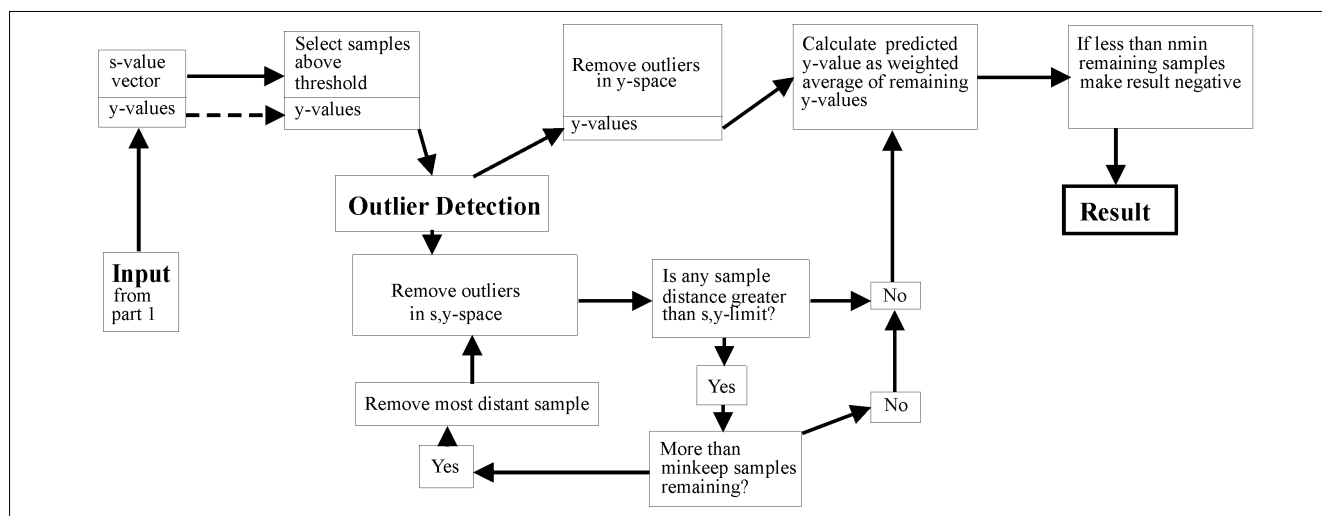 s-value
vector
y-values
Select samples
above
threshold
y-values
Remove outliers
in y-space
y-values
Calculate predicted
y-value as weighted
average of remaining
y-values
If less than nmin
remaining samples
make result negative
Outlier Detection
Result
Input
from
part 1
Remove outliers
in s,y-space
Is any sample
distance greater
than s,y-limit?
No
Yes
Remove most distant sample
No
More than
minkeep samples
remaining?
Yes